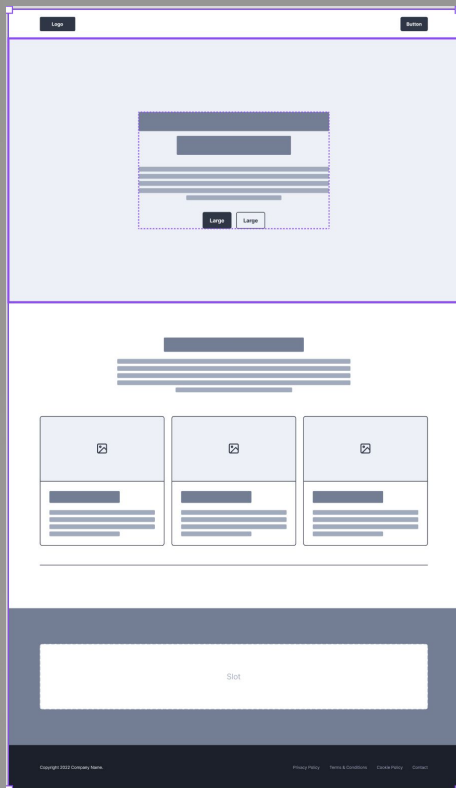 Logo
Button
Large
Large
Slot
Copyright 2022 Company Name.
Privacy Policy
Terms & Conditions
Cookie Policy
Contact